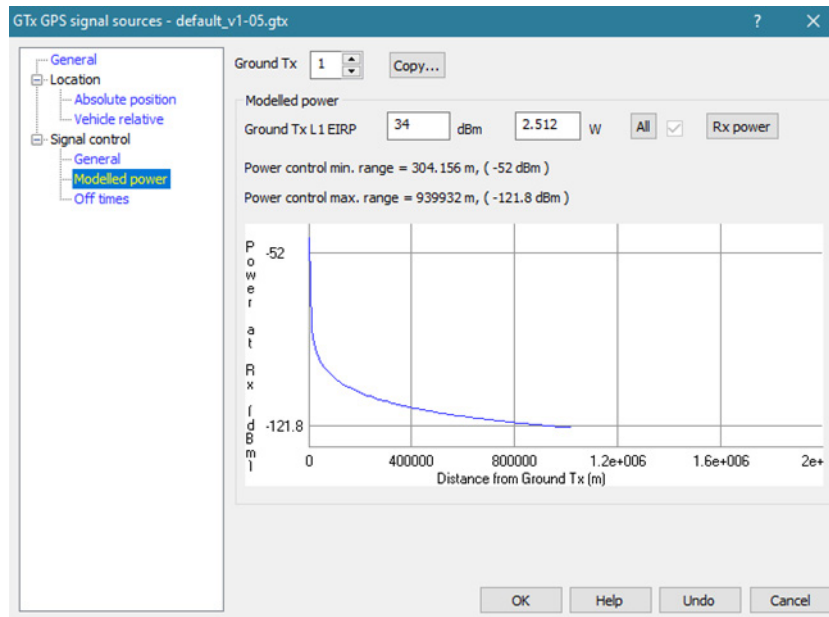 GTx GPS signal sources - default_v1-05.gtx ? ×
General
Location
Absolute position
Vehicle relative
Signal control
General
Modelled power
Off times
Ground Tx 1 Copy...
Modelled power
Ground Tx L1 EIRP 34 dBm 2.512 W All Rx power
Power control min. range = 304.156 m, ( -52 dBm )
Power control max. range = 939932 m, ( -121.8 dBm )
Power at Rx (dBm)
-52
-121.8
0 400000 800000 1.2e+006 1.6e+006 2e+
Distance from Ground Tx (m)
OK Help Undo Cancel